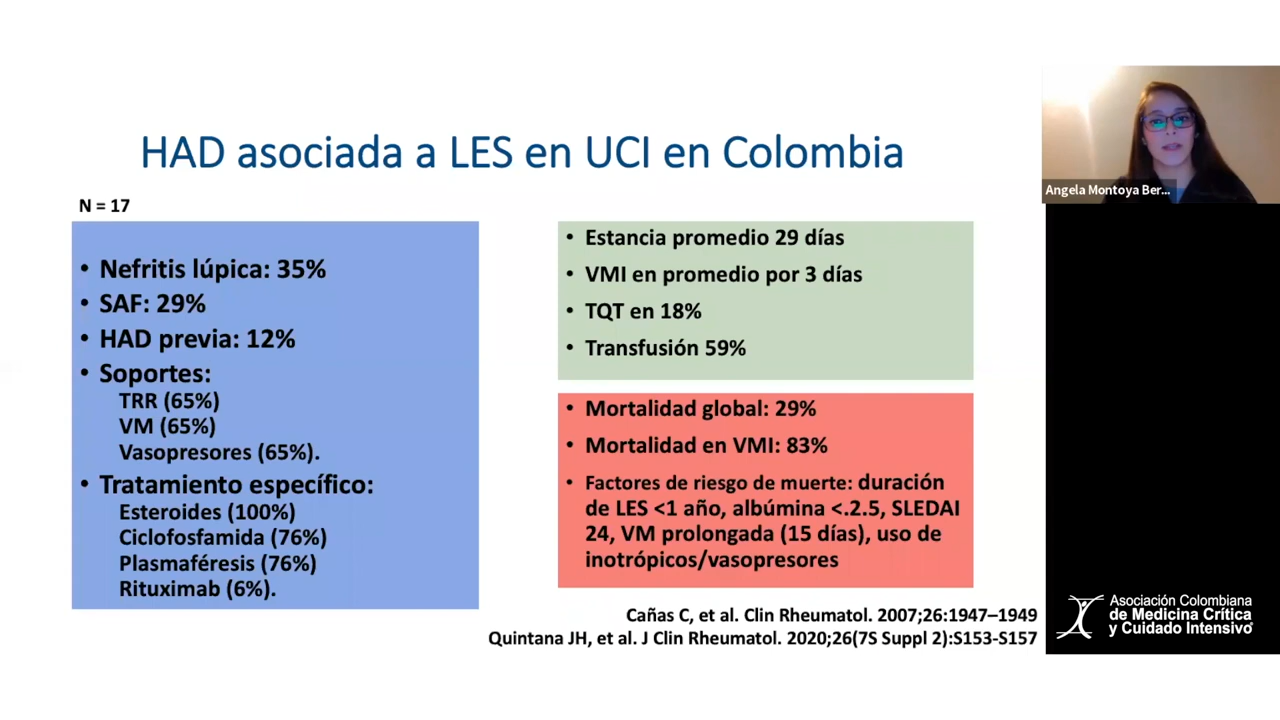 HAD asociada a LES en UCI en Colombia
N = 17
• Nefritis lúpica: 35%
• SAF: 29%
• HAD previa: 12%
• Soportes:
TRR (65%)
VM (65%)
Vasopresores (65%).
• Tratamiento específico:
Esteroides (100%)
Ciclofosfamida (76%)
Plasmaféresis (76%)
Rituximab (6%).
• Estancia promedio 29 días
• VMI en promedio por 3 días
• TQT en 18%
• Transfusión 59%
• Mortalidad global: 29%
• Mortalidad en VMI: 83%
• Factores de riesgo de muerte: duración
de LES <1 año, albúmina <.2.5, SLEDAI
24, VM prolongada (15 días), uso de
inotrópicos/vasopresores
Cañas C, et al. Clin Rheumatol. 2007;26:1947–1949
Quintana JH, et al. J Clin Rheumatol. 2020;26(7S Suppl 2):S153-S157
Angela Montoya Ber...
Asociación Colombiana
de Medicina Crítica
y Cuidado Intensivo